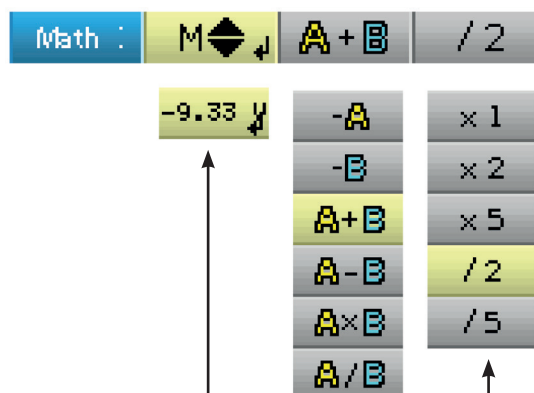 Math : M A+B /2
-9.33 y
-A
-B
A+B
A-B
A×B
A/B
x 1
x 2
x 5
/ 2
/ 5